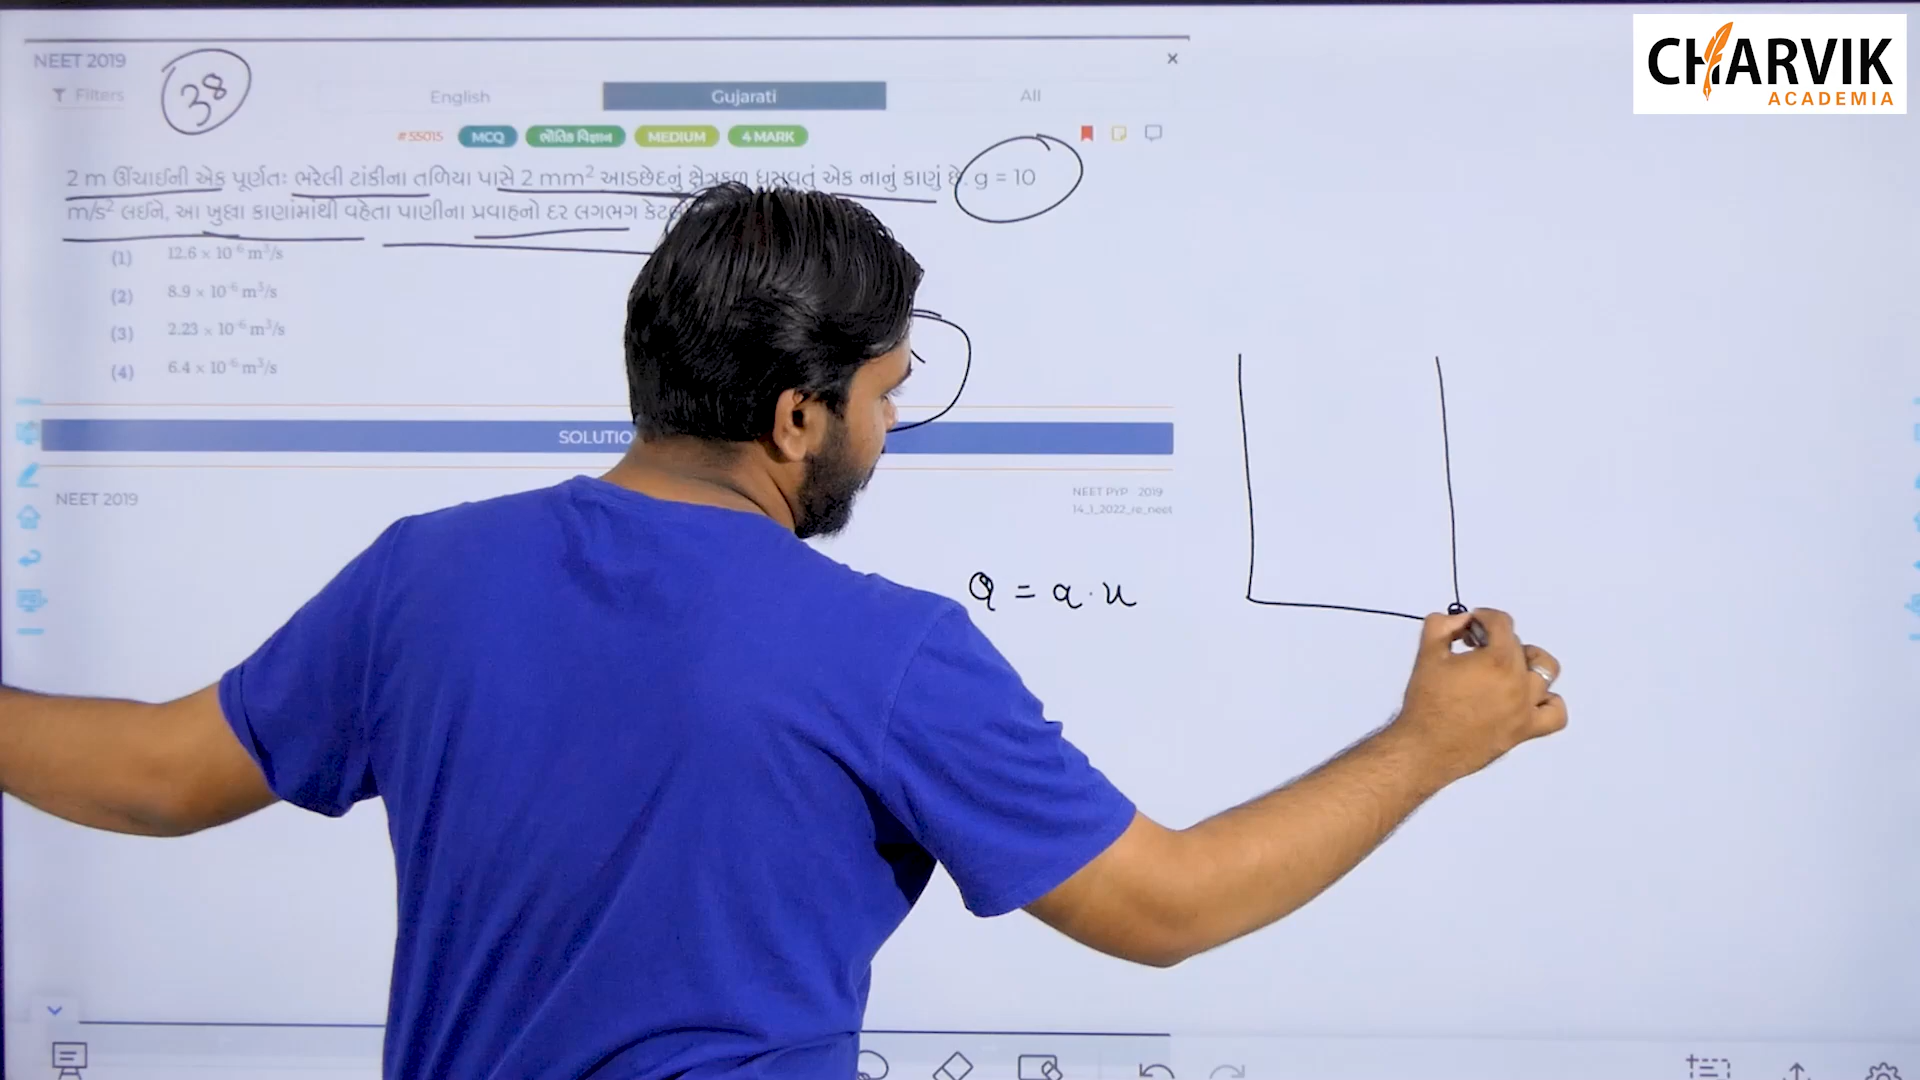 CHARVIK
ACADEMIA
NEET 2019
38
Filters
English
Gujarati
All
#55015
MCQ
ભૌતિક વિજ્ઞાન
MEDIUM
4 MARK
2 m ઊંચાઈની એક પૂર્ણતઃ ભરેલી ટાંકીના તળિયા પાસે 2 mm² આડછેદનું ક્ષેત્રફળ ધરાવતું એક નાનું કાણું છે. g = 10
m/s² લઈને, આ ખુલ્લા કાણાંમાંથી વહેતા પાણીના પ્રવાહનો દર લગભગ
(1) 12.6 × 10⁻⁶ m³/s
(2) 8.9 × 10⁻⁶ m³/s
(3) 2.23 × 10⁻⁶ m³/s
(4) 6.4 × 10⁻⁶ m³/s
SOLUTIO
NEET 2019
NEET PYP 2019
14_1_2022_re_neet
Q = a · u